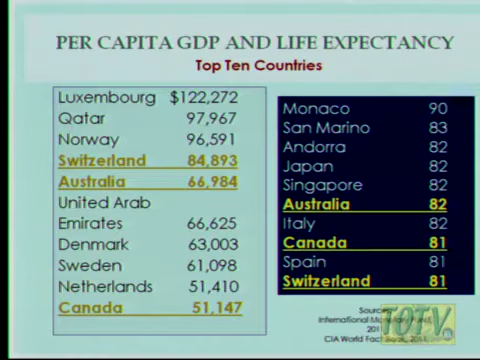 PER CAPITA GDP AND LIFE EXPECTANCY
Top Ten Countries
Luxembourg $122,272
Qatar 97,967
Norway 96,591
Switzerland 84,893
Australia 66,984
United Arab
Emirates 66,625
Denmark 63,003
Sweden 61,098
Netherlands 51,410
Canada 51,147
Monaco 90
San Marino 83
Andorra 82
Japan 82
Singapore 82
Australia 82
Italy 82
Canada 81
Spain 81
Switzerland 81
Sources:
International Monetary
CIA World
TOTV